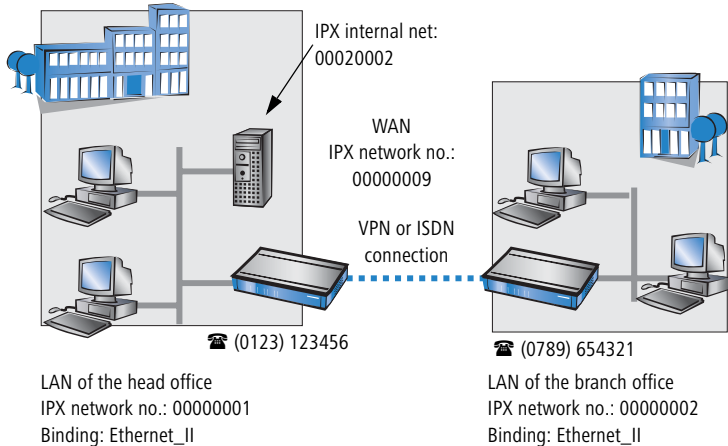 IPX internal net:
00020002
WAN
IPX network no.:
00000009
VPN or ISDN
connection
☎ (0123) 123456
☎ (0789) 654321
LAN of the head office
IPX network no.: 00000001
Binding: Ethernet_II
LAN of the branch office
IPX network no.: 00000002
Binding: Ethernet_II